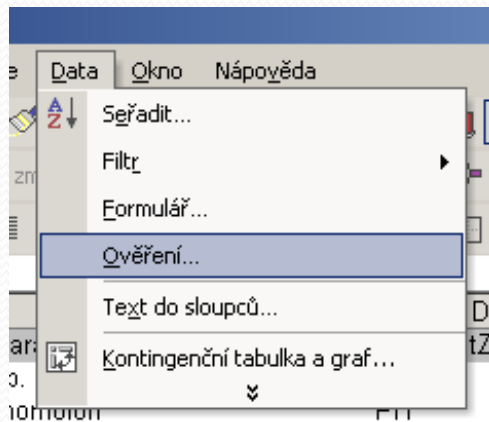 Data Okno Nápověda
Seřadit...
Filtr
Formulář...
Ověření...
Text do sloupců...
Kontingenční tabulka a graf...